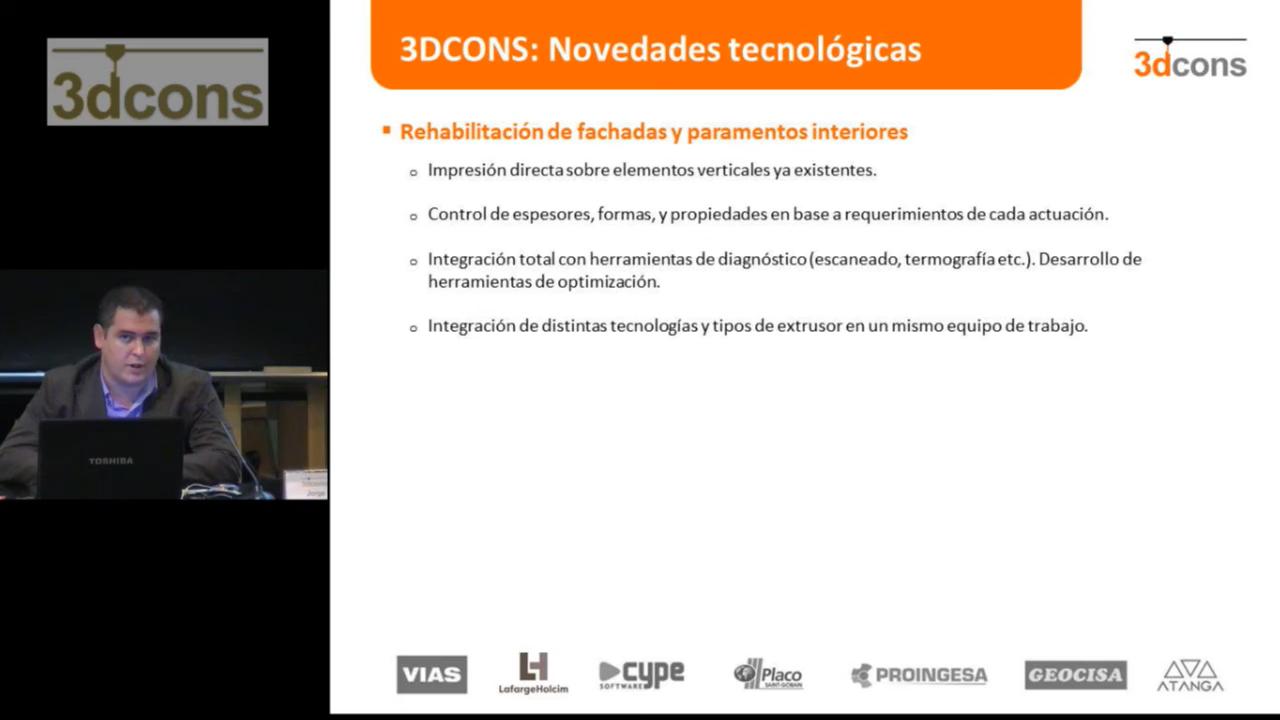 3dcons
3DCONS: Novedades tecnológicas
3dcons
Rehabilitación de fachadas y paramentos interiores
Impresión directa sobre elementos verticales ya existentes.
Control de espesores, formas, y propiedades en base a requerimientos de cada actuación.
Integración total con herramientas de diagnóstico (escaneado, termografía etc.). Desarrollo de
herramientas de optimización.
Integración de distintas tecnologías y tipos de extrusor en un mismo equipo de trabajo.
TOSHIBA
3dcons
Jorge
VIAS
LafargeHolcim
cype
SOFTWARE
Placo
SAINT-GOBAIN
PROINGESA
GEOCISA
ATANGA